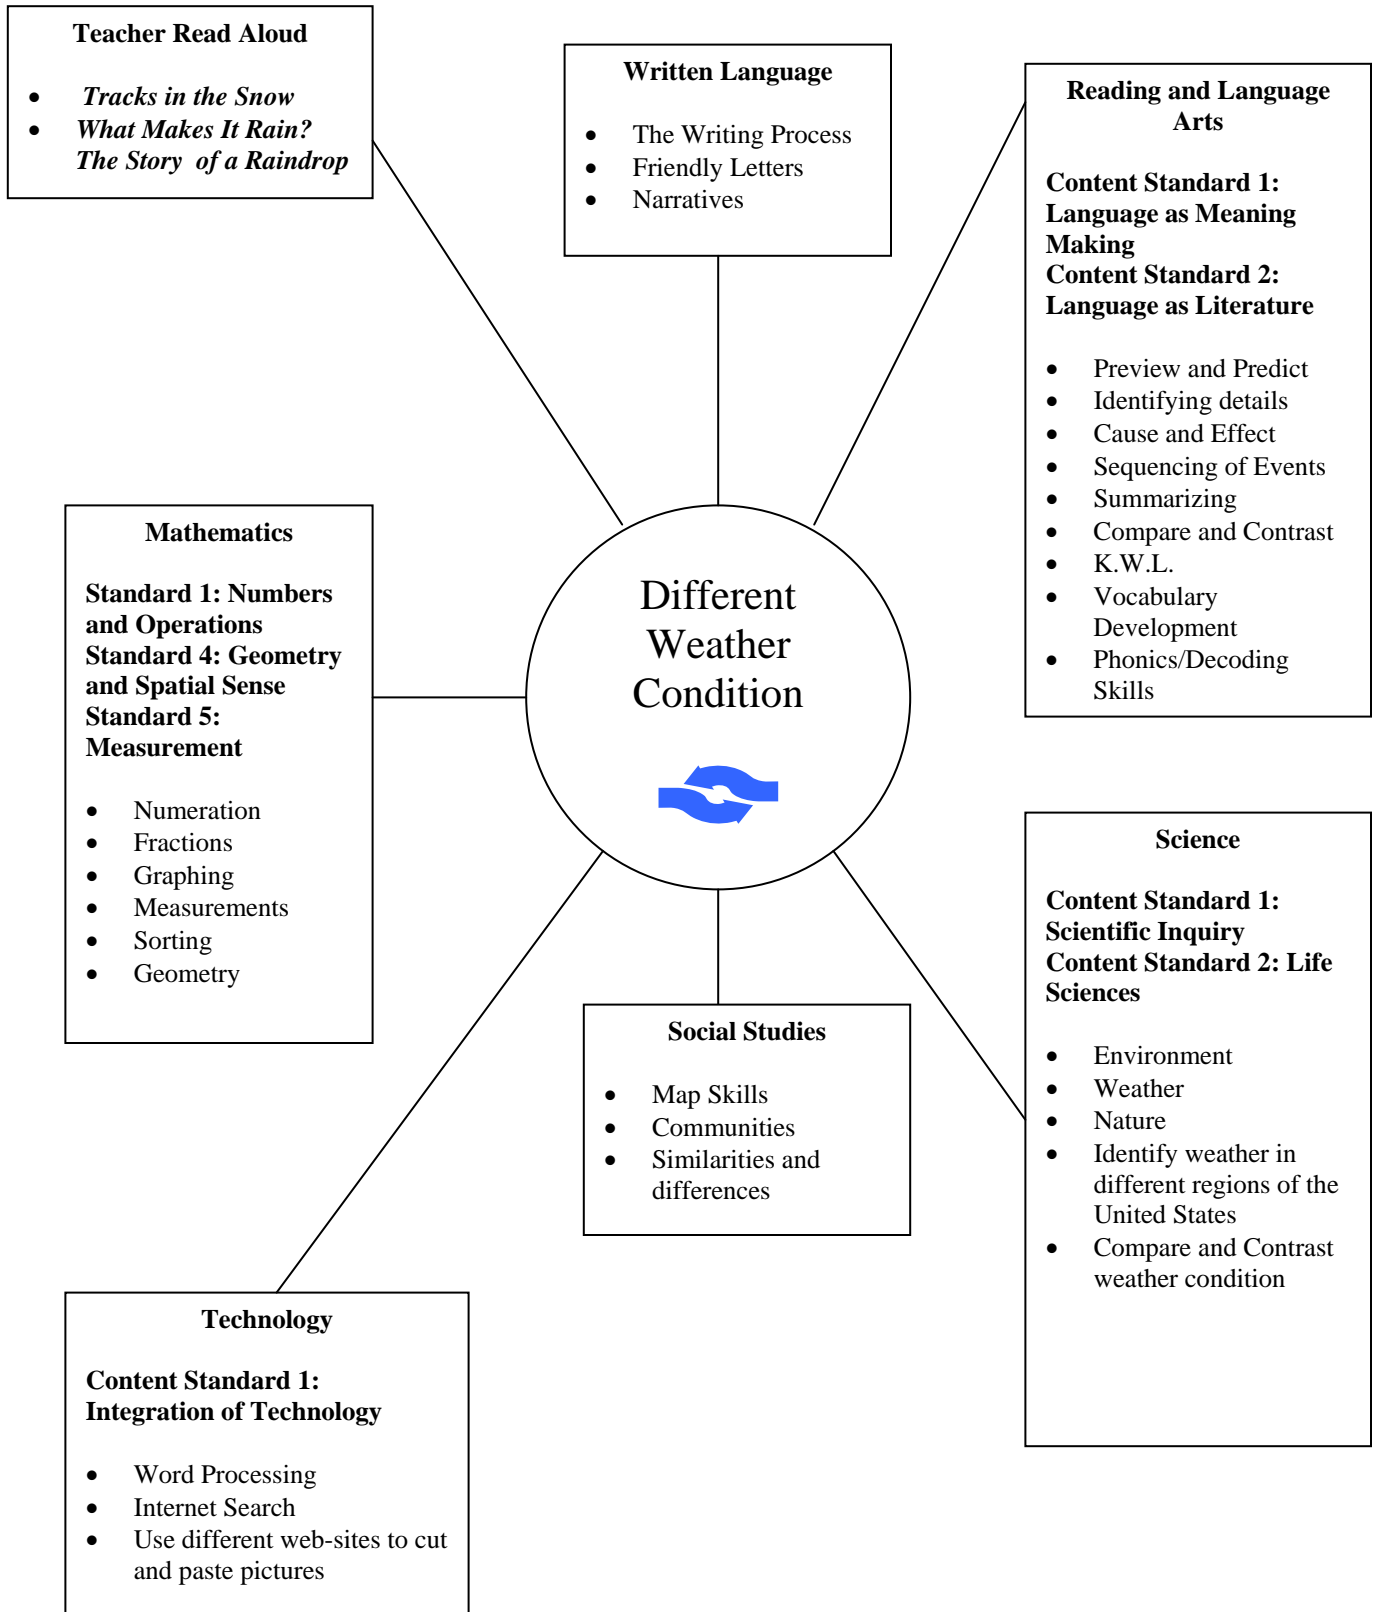 Teacher Read Aloud
• Tracks in the Snow
• What Makes It Rain?
The Story of a Raindrop
Written Language
• The Writing Process
• Friendly Letters
• Narratives
Reading and Language
Arts
Content Standard 1:
Language as Meaning
Making
Content Standard 2:
Language as Literature
• Preview and Predict
• Identifying details
• Cause and Effect
• Sequencing of Events
• Summarizing
• Compare and Contrast
• K.W.L.
• Vocabulary
Development
• Phonics/Decoding
Skills
Mathematics
Standard 1: Numbers
and Operations
Standard 4: Geometry
and Spatial Sense
Standard 5:
Measurement
• Numeration
• Fractions
• Graphing
• Measurements
• Sorting
• Geometry
Different
Weather
Condition
Science
Content Standard 1:
Scientific Inquiry
Content Standard 2: Life
Sciences
• Environment
• Weather
• Nature
• Identify weather in
different regions of the
United States
• Compare and Contrast
weather condition
Social Studies
• Map Skills
• Communities
• Similarities and
differences
Technology
Content Standard 1:
Integration of Technology
• Word Processing
• Internet Search
• Use different web-sites to cut
and paste pictures